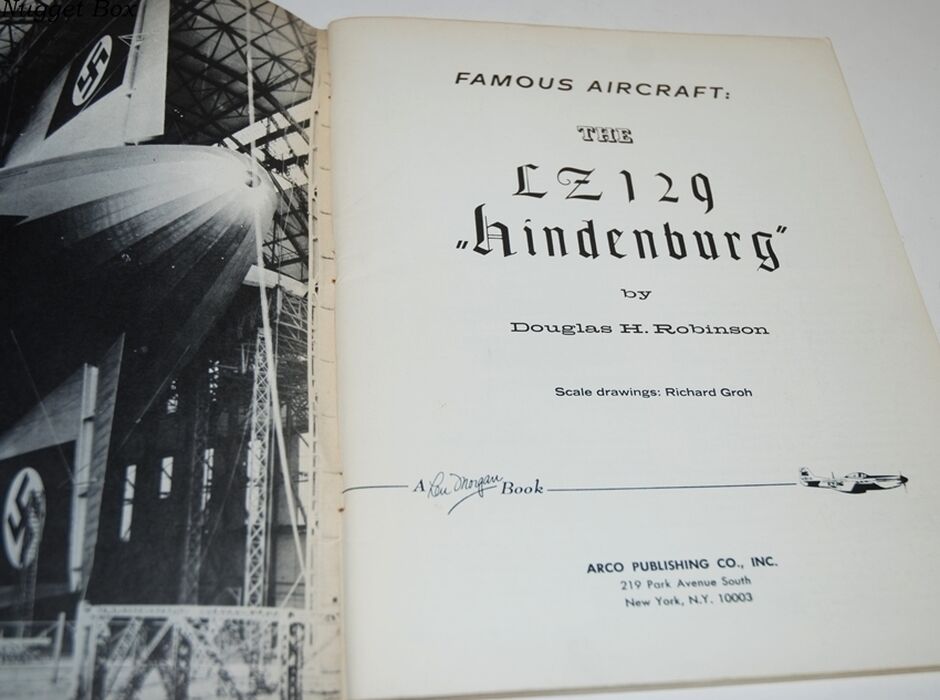 Nugget Box
FAMOUS AIRCRAFT:
THE
LZ129
„Hindenburg“
by
Douglas H. Robinson
Scale drawings: Richard Groh
A Len Morgan Book
ARCO PUBLISHING CO., INC.
219 Park Avenue South
New York, N.Y. 10003